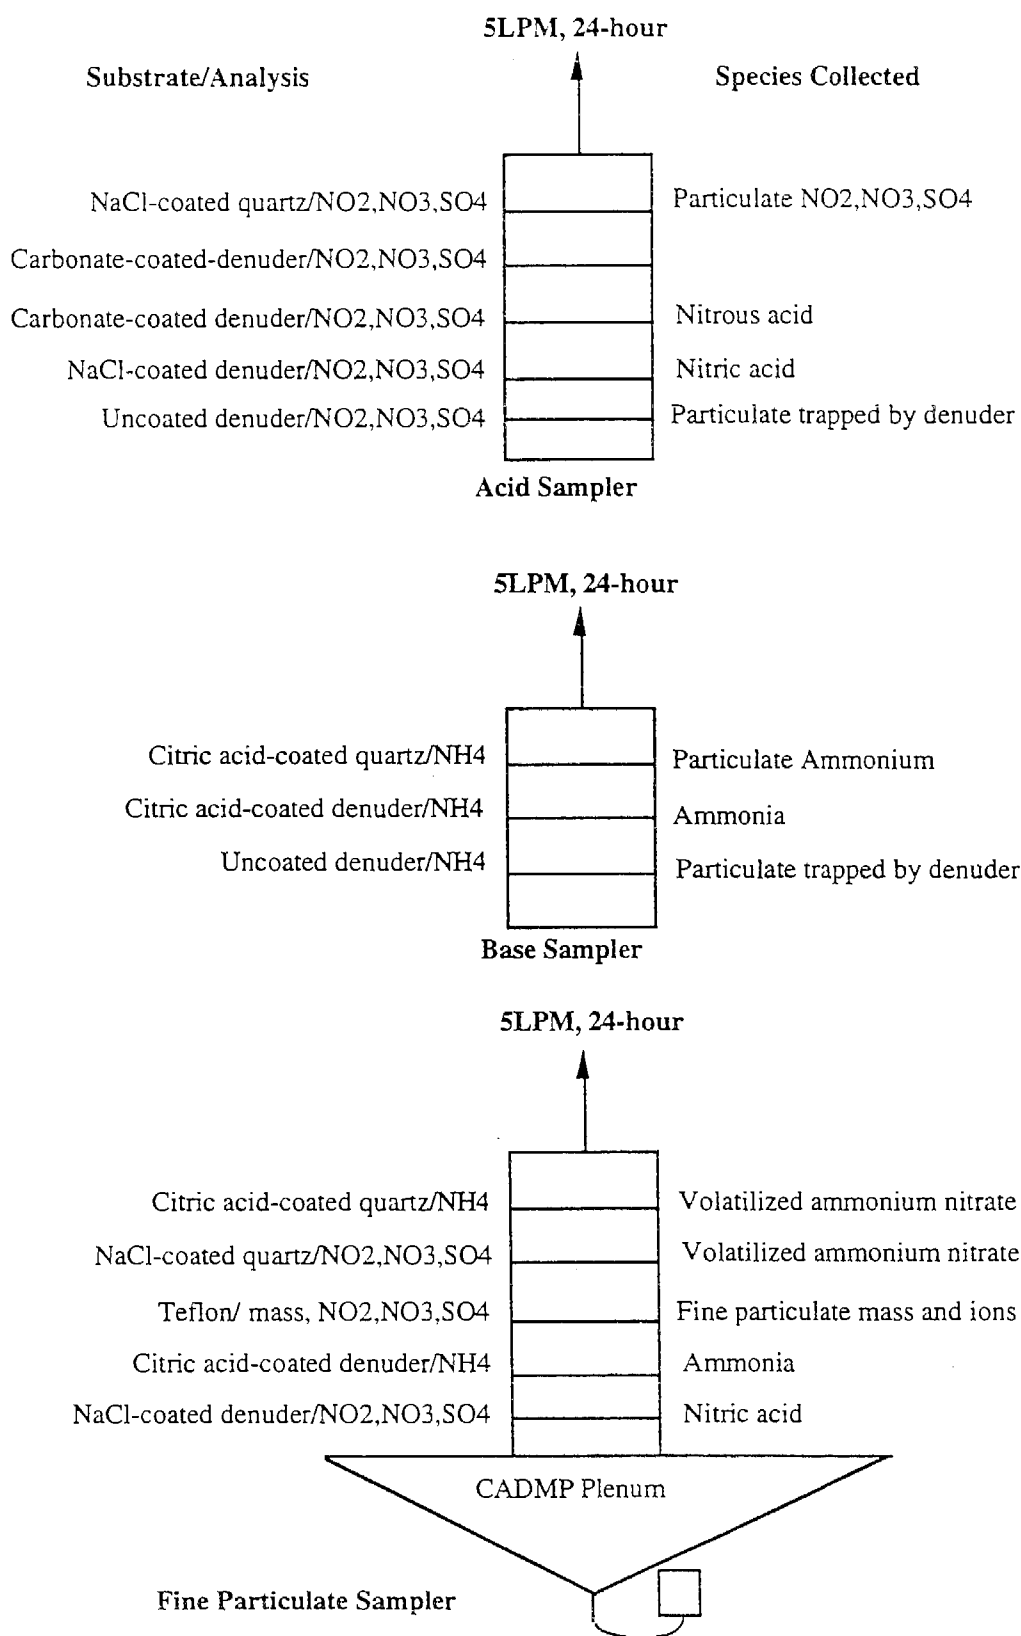 5LPM, 24-hour
Substrate/Analysis Species Collected
NaCl-coated quartz/NO2,NO3,SO4 Particulate NO2,NO3,SO4
Carbonate-coated-denuder/NO2,NO3,SO4
Carbonate-coated denuder/NO2,NO3,SO4 Nitrous acid
NaCl-coated denuder/NO2,NO3,SO4 Nitric acid
Uncoated denuder/NO2,NO3,SO4 Particulate trapped by denuder
Acid Sampler
5LPM, 24-hour
Citric acid-coated quartz/NH4 Particulate Ammonium
Citric acid-coated denuder/NH4 Ammonia
Uncoated denuder/NH4 Particulate trapped by denuder
Base Sampler
5LPM, 24-hour
Citric acid-coated quartz/NH4 Volatilized ammonium nitrate
NaCl-coated quartz/NO2,NO3,SO4 Volatilized ammonium nitrate
Teflon/ mass, NO2,NO3,SO4 Fine particulate mass and ions
Citric acid-coated denuder/NH4 Ammonia
NaCl-coated denuder/NO2,NO3,SO4 Nitric acid
CADMP Plenum
Fine Particulate Sampler